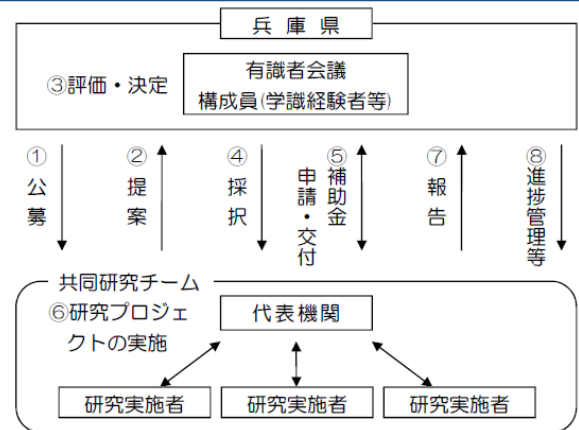 兵庫県
③評価・決定
有識者会議
構成員(学識経験者等)
①公募
②提案
④採択
⑤補助金
申請・交付
⑦報告
⑧進捗管理等
共同研究チーム
⑥研究プロジェ
クトの実施
代表機関
研究実施者
研究実施者
研究実施者